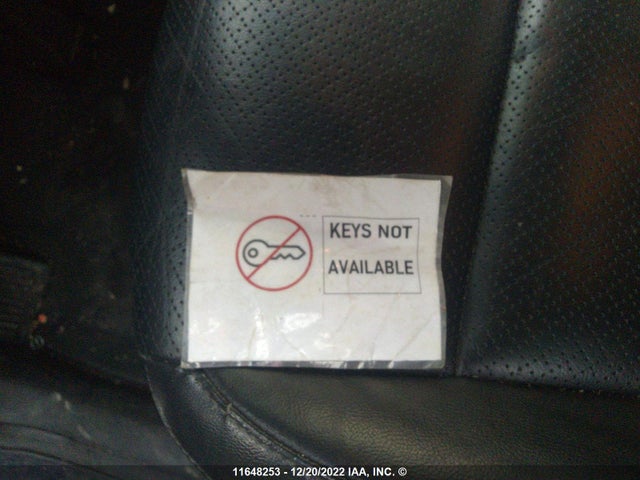 KEYS NOT
AVAILABLE
11648253 - 12/20/2022 IAA, INC. ©